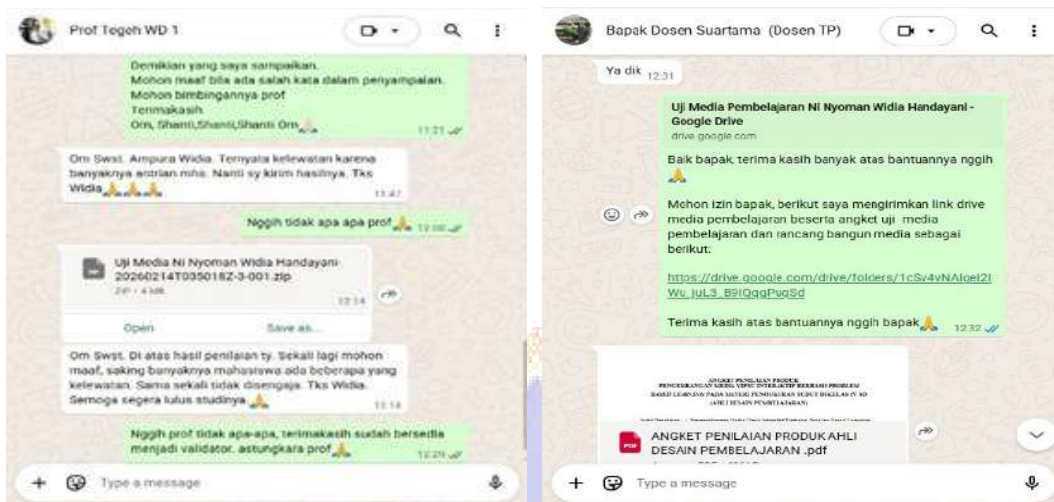 Prof Tegeh WD 1
Demikian yang saya sampaikan.
Mohon maaf bila ada salah kata dalam penyampaian.
Mohon bimbingannya prof
Terimakasih
Om, Shanti,Shanti,Shanti Om🙏
11:21
Om Swst. Ampura Widia. Ternyata kelewatan karena
banyaknya antrian mhs. Nanti sy kirim hasilnya. Tks
Widia🙏🙏🙏
11:47
Nggih tidak apa apa prof🙏
Uji Media Ni Nyoman Widia Handayani-
20260214T035018Z-3-001.zip
12:14
Open
Save as...
Om Swst. Di atas hasil penilaian ty. Sekali lagi mohon
maaf, saking banyaknya mahasiswa ada beberapa yang
kelewatan. Sama sekali tidak disengaja. Tks Widia.
Semoga segera lulus studinya 🙏
12:14
Nggih prof tidak apa-apa, terimakasih sudah bersedia
menjadi validator. astungkara prof🙏
12:29
Type a message
Bapak Dosen Suartama (Dosen TP)
Ya dik 12:31
Uji Media Pembelajaran Ni Nyoman Widia Handayani -
Google Drive
drive.google.com
Baik bapak, terima kasih banyak atas bantuannya nggih
🙏
Mohon izin bapak, berikut saya mengirimkan link drive
media pembelajaran beserta angket uji media
pembelajaran dan rancang bangun media sebagai
berikut:
https://drive.google.com/drive/folders/
Terima kasih atas bantuannya nggih bapak🙏 12:32
ANGKET PENILAIAN PRODUK
(AHLI DESAIN PEMBELAJARAN)
ANGKET PENILAIAN PRODUK AHLI
DESAIN PEMBELAJARAN .pdf
Type a message